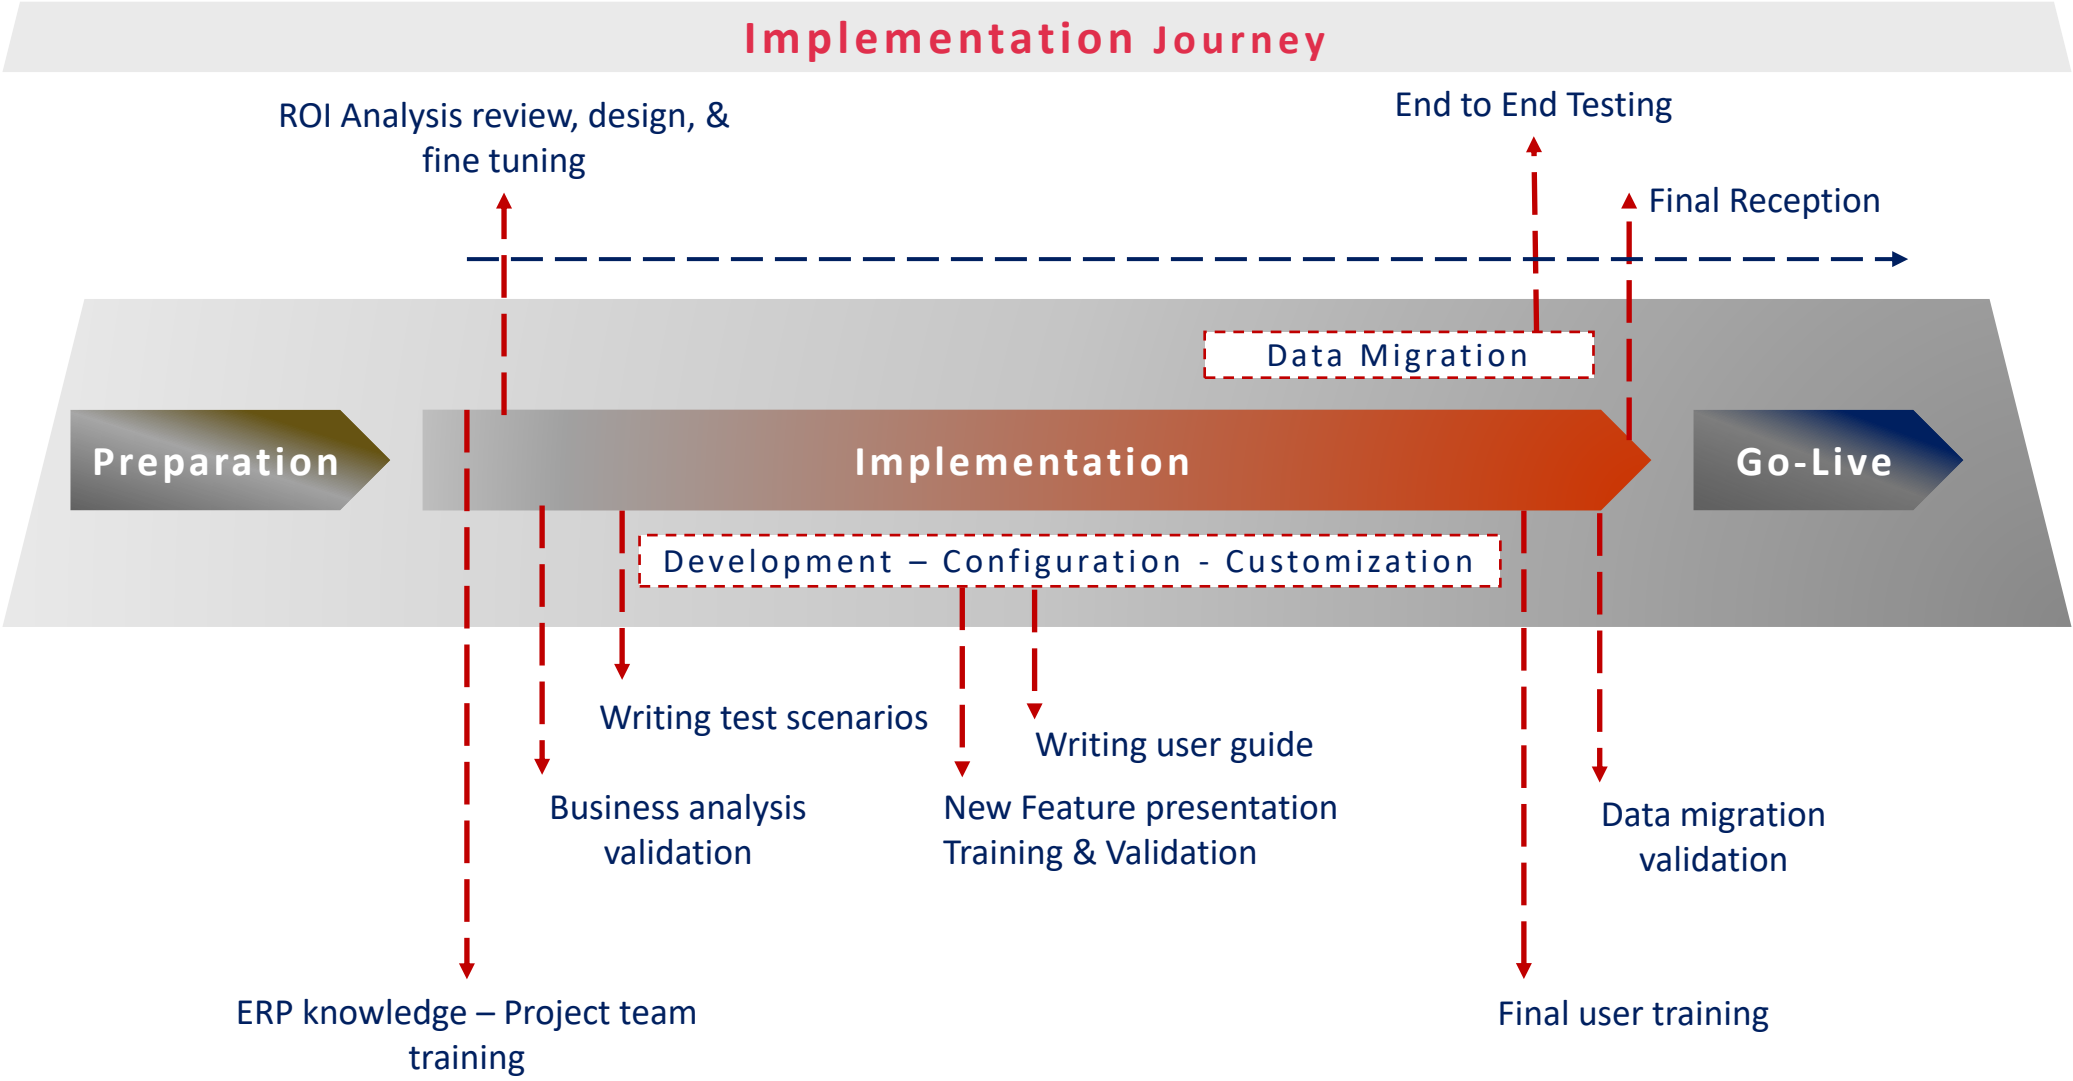 Implementation Journey
ROI Analysis review, design, &
fine tuning
End to End Testing
Final Reception
Data Migration
Preparation
Implementation
Go-Live
Development – Configuration - Customization
Writing test scenarios
Writing user guide
Business analysis
validation
New Feature presentation
Training & Validation
Data migration
validation
ERP knowledge – Project team
training
Final user training